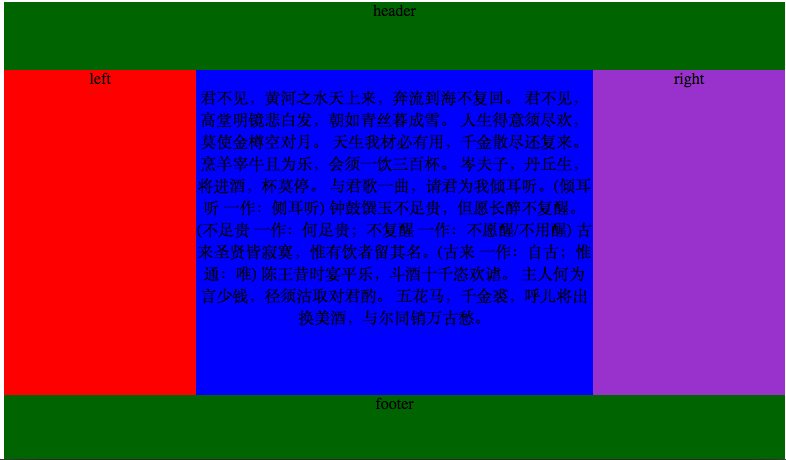 header
left
right
君不见，黄河之水天上来，奔流到海不复回。 君不见，
高堂明镜悲白发，朝如青丝暮成雪。 人生得意须尽欢，
莫使金樽空对月。 天生我材必有用，千金散尽还复来。
烹羊宰牛且为乐，会须一饮三百杯。 岑夫子，丹丘生，
将进酒，杯莫停。 与君歌一曲，请君为我倾耳听。(倾耳
听 一作：侧耳听) 钟鼓馔玉不足贵，但愿长醉不复醒。
(不足贵 一作：何足贵；不复醒 一作：不愿醒/不用醒) 古
来圣贤皆寂寞，惟有饮者留其名。(古来 一作：自古；惟
通：唯) 陈王昔时宴平乐，斗酒十千恣欢谑。 主人何为
言少钱，径须沽取对君酌。 五花马，千金裘，呼儿将出
换美酒，与尔同销万古愁。
footer